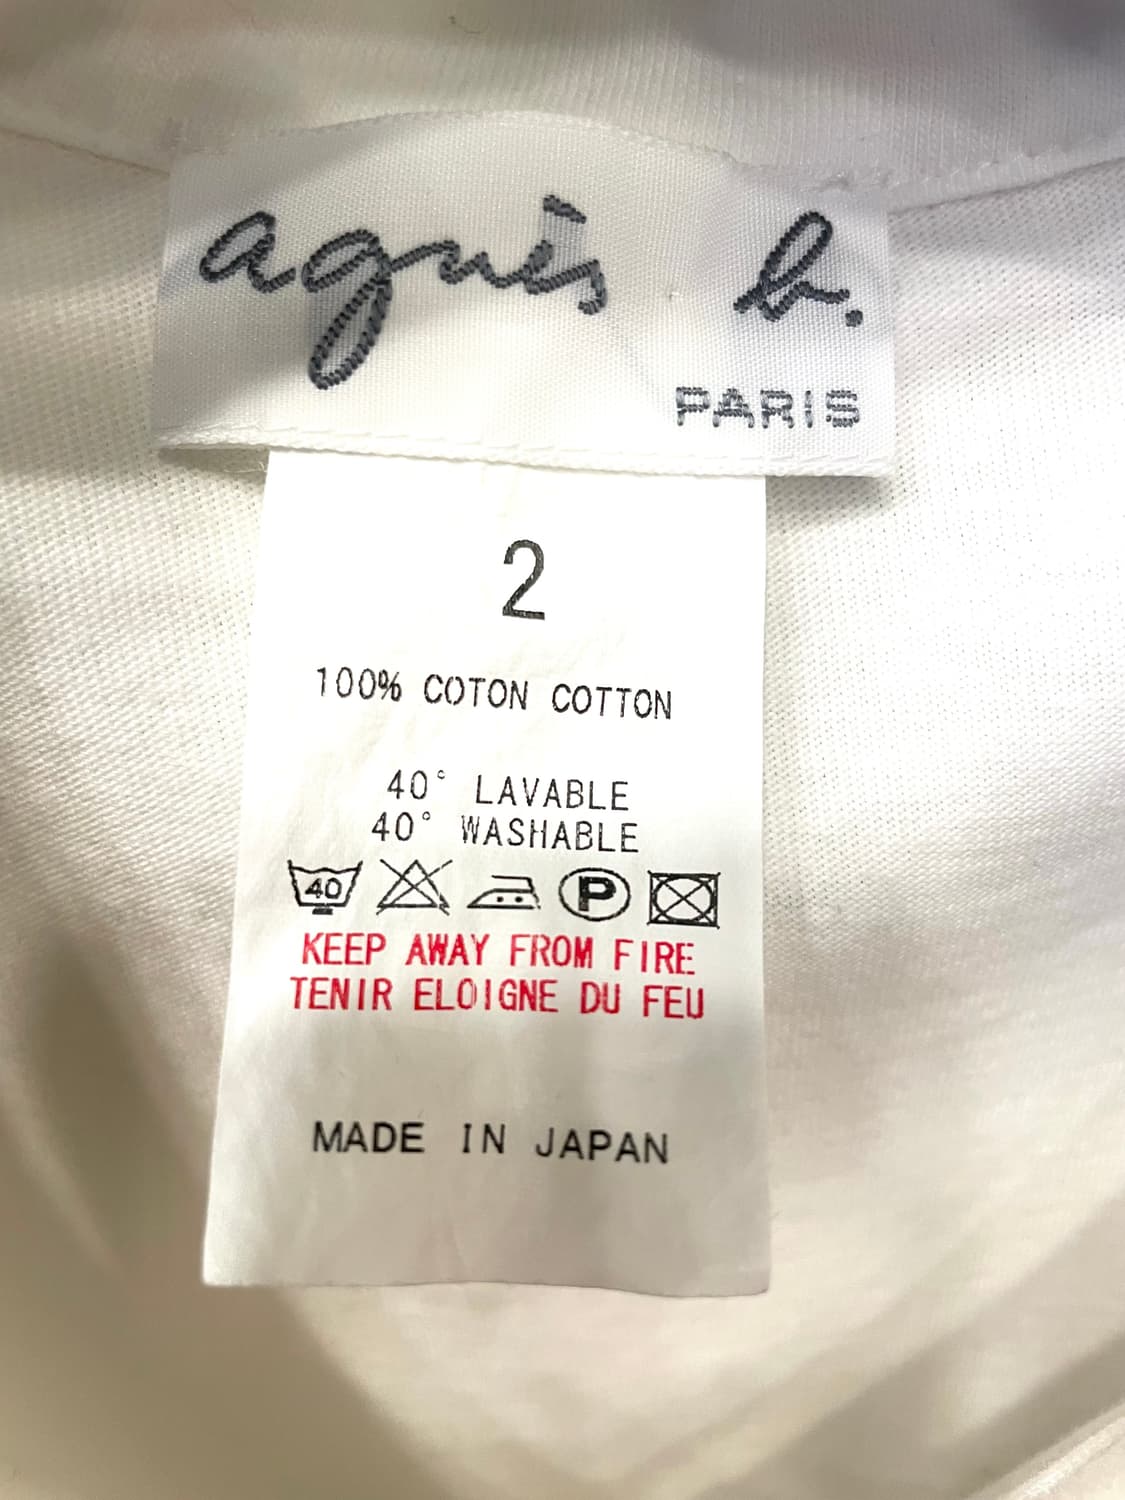 agnès b.
PARIS
2
100% COTON COTTON
40° LAVABLE
40° WASHABLE
40 P
KEEP AWAY FROM FIRE
TENIR ELOIGNE DU FEU
MADE IN JAPAN